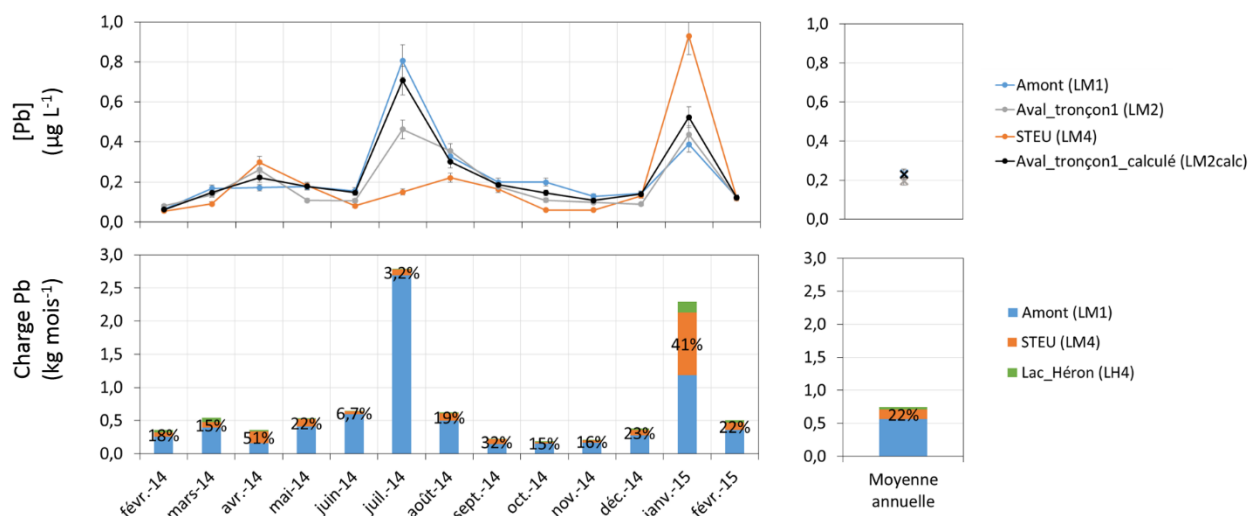 1,0
0,8
0,6
0,4
0,2
0,0
[Pb]
(µg L-1)
1,0
0,8
0,6
0,4
0,2
0,0
Amont (LM1)
Aval_tronçon1 (LM2)
STEU (LM4)
Aval_tronçon1_calculé (LM2calc)
3,0
2,5
2,0
1,5
1,0
0,5
0,0
Charge Pb
(kg mois-1)
18%
15%
51%
22%
6,7%
3,2%
19%
32%
15%
16%
23%
41%
22%
févr.-14
mars-14
avr.-14
mai-14
juin-14
juil.-14
août-14
sept.-14
oct.-14
nov.-14
déc.-14
janv.-15
févr.-15
3,0
2,5
2,0
1,5
1,0
0,5
0,0
22%
Moyenne
annuelle
Amont (LM1)
STEU (LM4)
Lac_Héron (LH4)